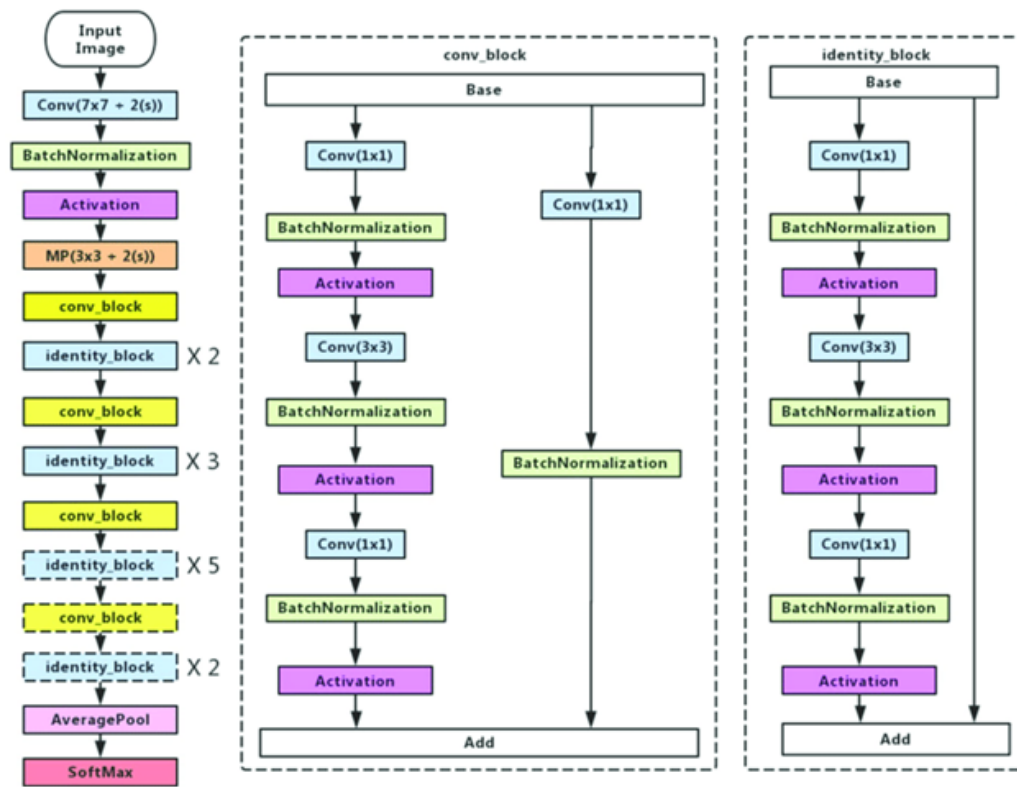 Input
Image
Conv(7x7 + 2(s))
BatchNormalization
Activation
MP(3x3 + 2(s))
conv_block
identity_block X 2
conv_block
identity_block X 3
conv_block
identity_block X 5
conv_block
identity_block X 2
AveragePool
SoftMax
conv_block
Base
Conv(1x1)
BatchNormalization
Activation
Conv(3x3)
BatchNormalization
Activation
Conv(1x1)
BatchNormalization
Activation
Conv(1x1)
BatchNormalization
Add
identity_block
Base
Conv(1x1)
BatchNormalization
Activation
Conv(3x3)
BatchNormalization
Activation
Conv(1x1)
BatchNormalization
Activation
Add